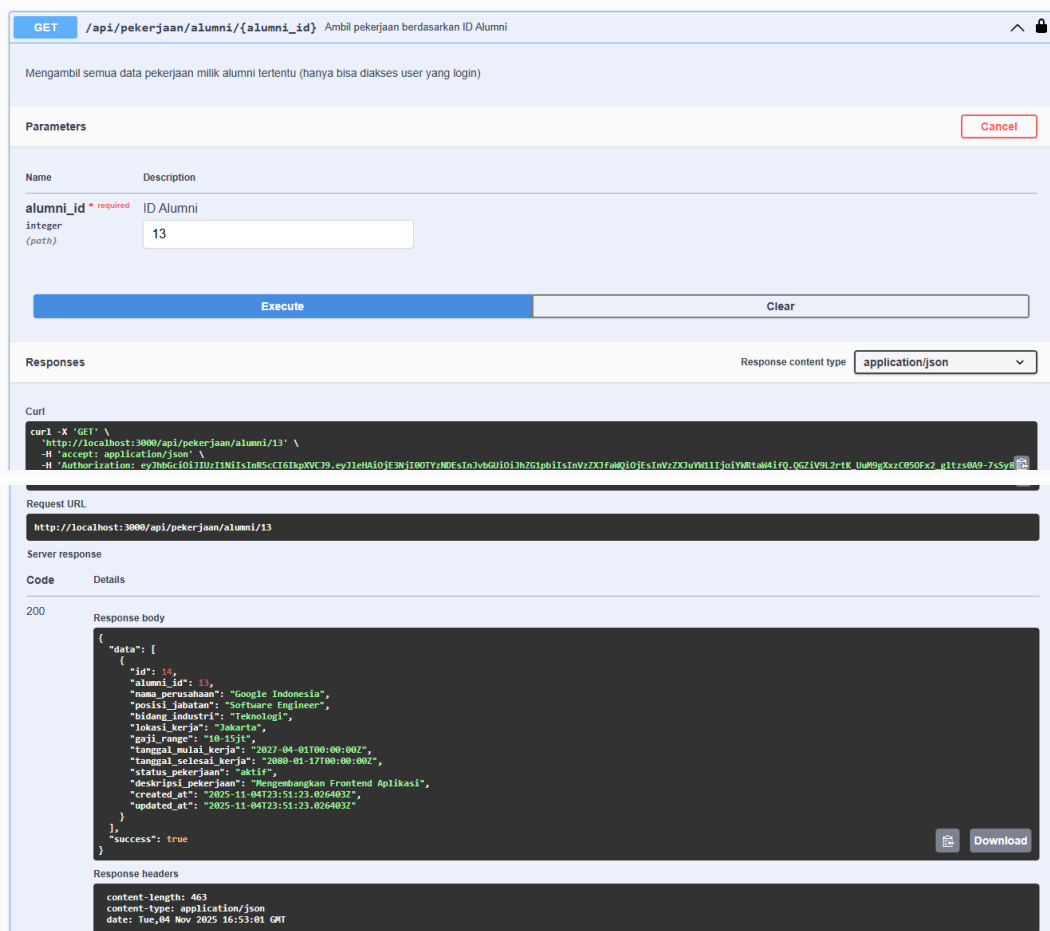 GET /api/pekerjaan/alumni/{alumni_id} Ambil pekerjaan berdasarkan ID Alumni
Mengambil semua data pekerjaan milik alumni tertentu (hanya bisa diakses user yang login)
Parameters
Cancel
Name Description
alumni_id * required ID Alumni
integer
(path)
13
Execute Clear
Responses
Response content type application/json
Curl
curl -X 'GET' \
'http://localhost:3000/api/pekerjaan/alumni/13' \
-H 'accept: application/json' \
-H 'Authorization:
Request URL
http://localhost:3000/api/pekerjaan/alumni/13
Server response
Code Details
200
Response body
{
"data": [
{
"id": 14,
"alumni_id": 13,
"nama_perusahaan": "Google Indonesia",
"posisi_jabatan": "Software Engineer",
"bidang_industri": "Teknologi",
"lokasi_kerja": "Jakarta",
"gaji_range": "10-15jt",
"tanggal_mulai_kerja": "2027-04-01T00:00:00Z",
"tanggal_selesai_kerja": "2080-01-17T00:00:00Z",
"status_pekerjaan": "aktif",
"deskripsi_pekerjaan": "Mengembangkan Frontend Aplikasi",
"created_at": "2025-11-04T23:51:23.026403Z",
"updated_at": "2025-11-04T23:51:23.026403Z"
}
],
"success": true
}
Download
Response headers
content-length: 463
content-type: application/json
date: Tue,04 Nov 2025 16:53:01 GMT